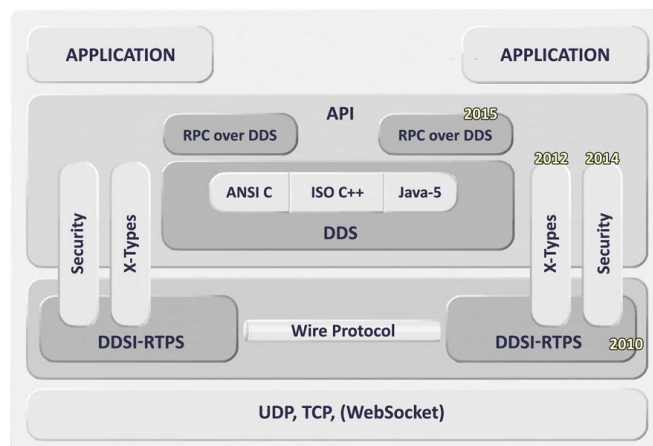 APPLICATION
APPLICATION
API
2015
RPC over DDS
RPC over DDS
2012
2014
ANSI C
ISO C++
Java-5
DDS
Security
X-Types
X-Types
Security
Wire Protocol
DDSI-RTPS
DDSI-RTPS
2010
UDP, TCP, (WebSocket)